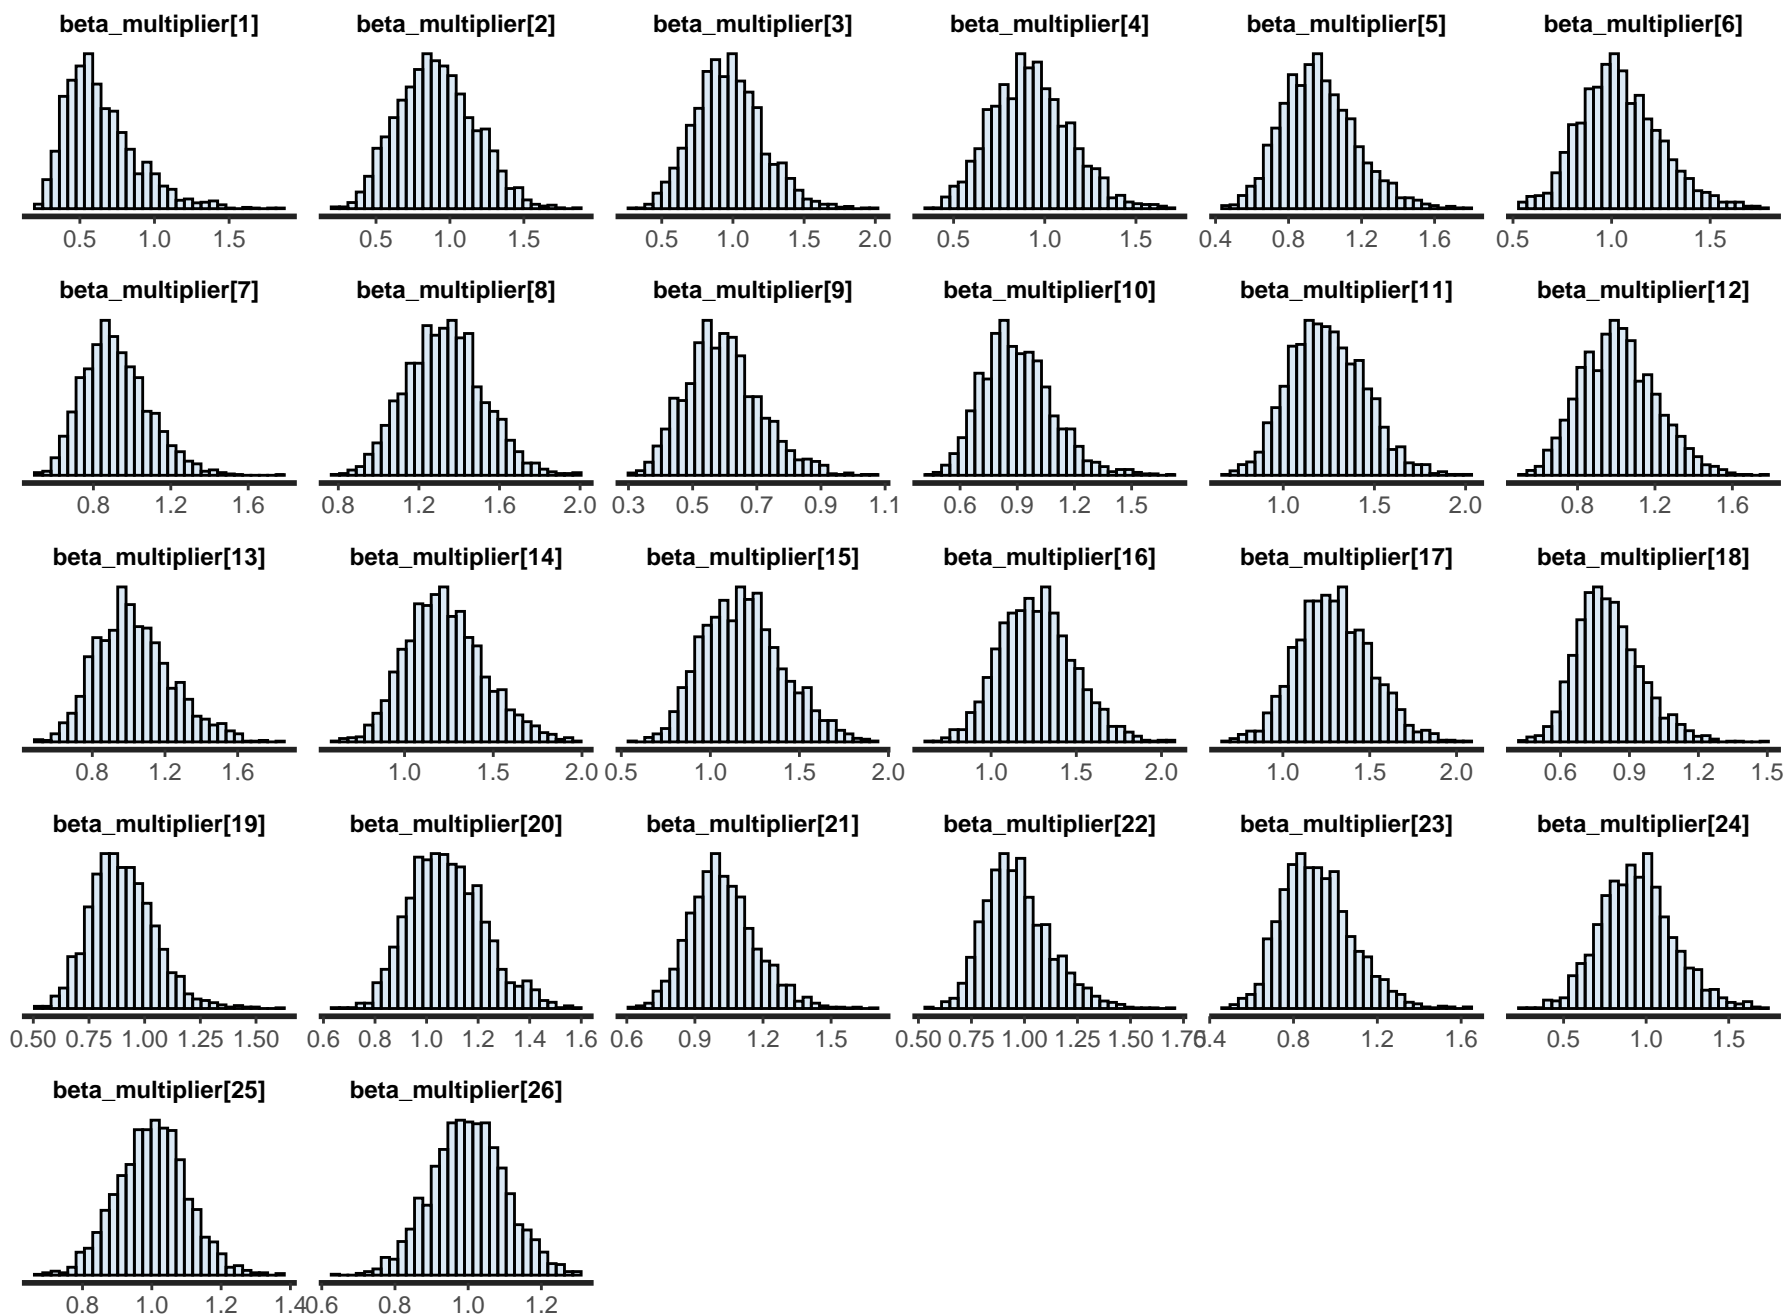 beta_multiplier[1] beta_multiplier[2] beta_multiplier[3] beta_multiplier[4] beta_multiplier[5] beta_multiplier[6]
0.5 1.0 1.5 0.5 1.0 1.5 0.5 1.0 1.5 2.0 0.5 1.0 1.5 0.4 0.8 1.2 1.6 0.5 1.0 1.5
beta_multiplier[7] beta_multiplier[8] beta_multiplier[9] beta_multiplier[10] beta_multiplier[11] beta_multiplier[12]
0.8 1.2 1.6 0.8 1.2 1.6 2.0 0.3 0.5 0.7 0.9 1.1 0.6 0.9 1.2 1.5 1.0 1.5 2.0 0.8 1.2 1.6
beta_multiplier[13] beta_multiplier[14] beta_multiplier[15] beta_multiplier[16] beta_multiplier[17] beta_multiplier[18]
0.8 1.2 1.6 1.0 1.5 2.0 0.5 1.0 1.5 2.0 1.0 1.5 2.0 1.0 1.5 2.0 0.6 0.9 1.2 1.5
beta_multiplier[19] beta_multiplier[20] beta_multiplier[21] beta_multiplier[22] beta_multiplier[23] beta_multiplier[24]
0.50 0.75 1.00 1.25 1.50 0.6 0.8 1.0 1.2 1.4 1.6 0.6 0.9 1.2 1.5 0.50 0.75 1.00 1.25 1.50 1.75 0.4 0.8 1.2 1.6 0.5 1.0 1.5
beta_multiplier[25] beta_multiplier[26]
0.8 1.0 1.2 1.4 0.6 0.8 1.0 1.2